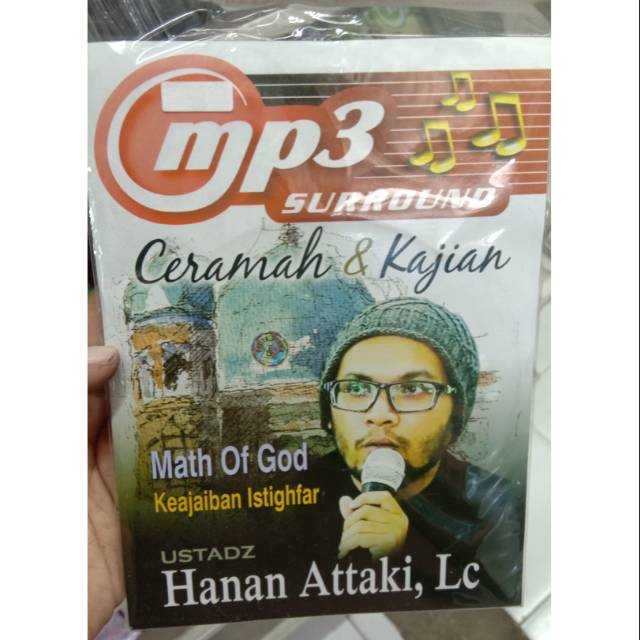 mp3
SURROUND
Ceramah & Kajian
Math Of God
Keajaiban Istighfar
USTADZ
Hanan Attaki, Lc